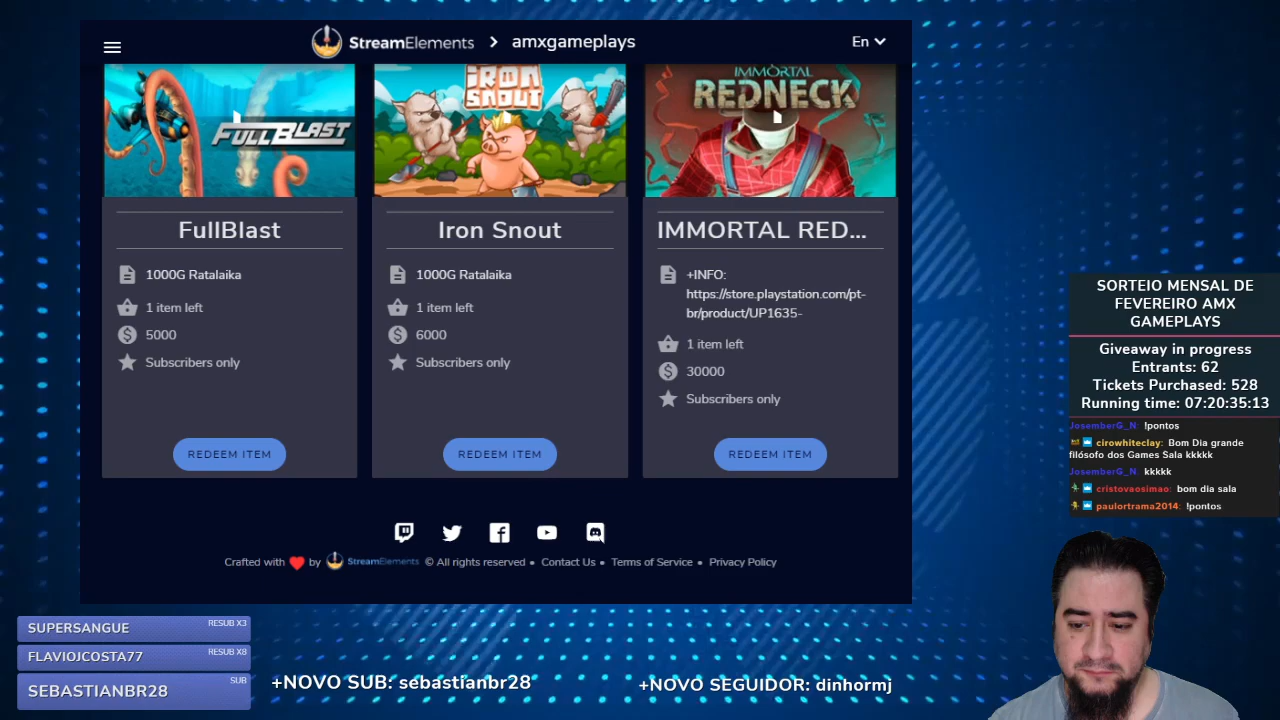 StreamElements > amxgameplays
En
FULLBLAST
IRON
SNOUT
IMMORTAL
REDNECK
FullBlast
1000G Ratalaika
1 item left
5000
Subscribers only
REDEEM ITEM
Iron Snout
1000G Ratalaika
1 item left
6000
Subscribers only
REDEEM ITEM
IMMORTAL RED...
+INFO:
https://store.playstation.com/pt-
br/product/UP1635-
1 item left
30000
Subscribers only
REDEEM ITEM
Crafted with ❤ by StreamElements © All rights reserved • Contact Us • Terms of Service • Privacy Policy
SORTEIO MENSAL DE
FEVEREIRO AMX
GAMEPLAYS
Giveaway in progress
Entrants: 62
Tickets Purchased: 528
Running time: 07:20:35:13
JosemberG_N: !pontos
cirowhiteclay: Bom Dia grande
filósofo dos Games Sala kkkkk
JosemberG_N: kkkkk
cristovaosimao: bom dia sala
paulortrama2014: !pontos
SUPERSANGUE RESUB X3
FLAVIOJCOSTA77 RESUB X8
SEBASTIANBR28 SUB
+NOVO SUB: sebastianbr28
+NOVO SEGUIDOR: dinhormj